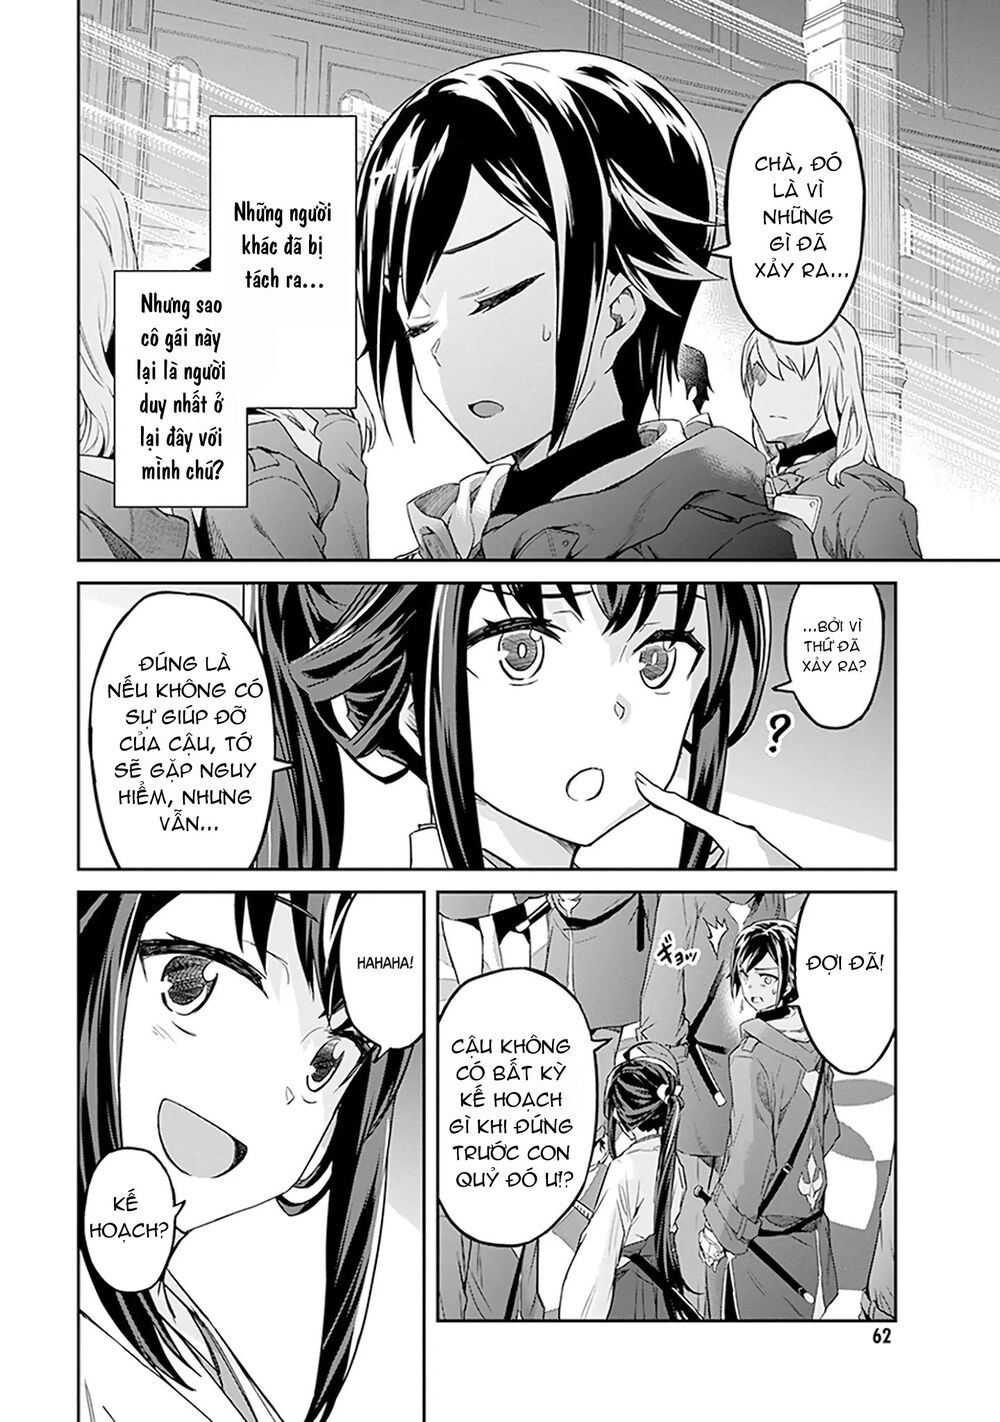 CHÀ, ĐÓ
LÀ VÌ
NHỮNG
GÌ ĐÃ
XẢY RA...
Những người
khác đã bị
tách ra...
Nhưng sao
cô gái này
lại là người
duy nhất ở
lại đây với
mình chứ?
...BỞI VÌ
THỨ ĐÃ
XẢY RA?
?
ĐÚNG LÀ
NẾU KHÔNG CÓ
SỰ GIÚP ĐỠ
CỦA CẬU, TỚ
SẼ GẶP NGUY
HIỂM, NHƯNG
VẪN...
ĐỢI ĐÃ!
ギョッ
CẬU KHÔNG
CÓ BẤT KỲ
KẾ HOẠCH
GÌ KHI ĐỨNG
TRƯỚC CON
QUỶ ĐÓ Ư!?
HAHAHA!
KẾ
HOẠCH?
62